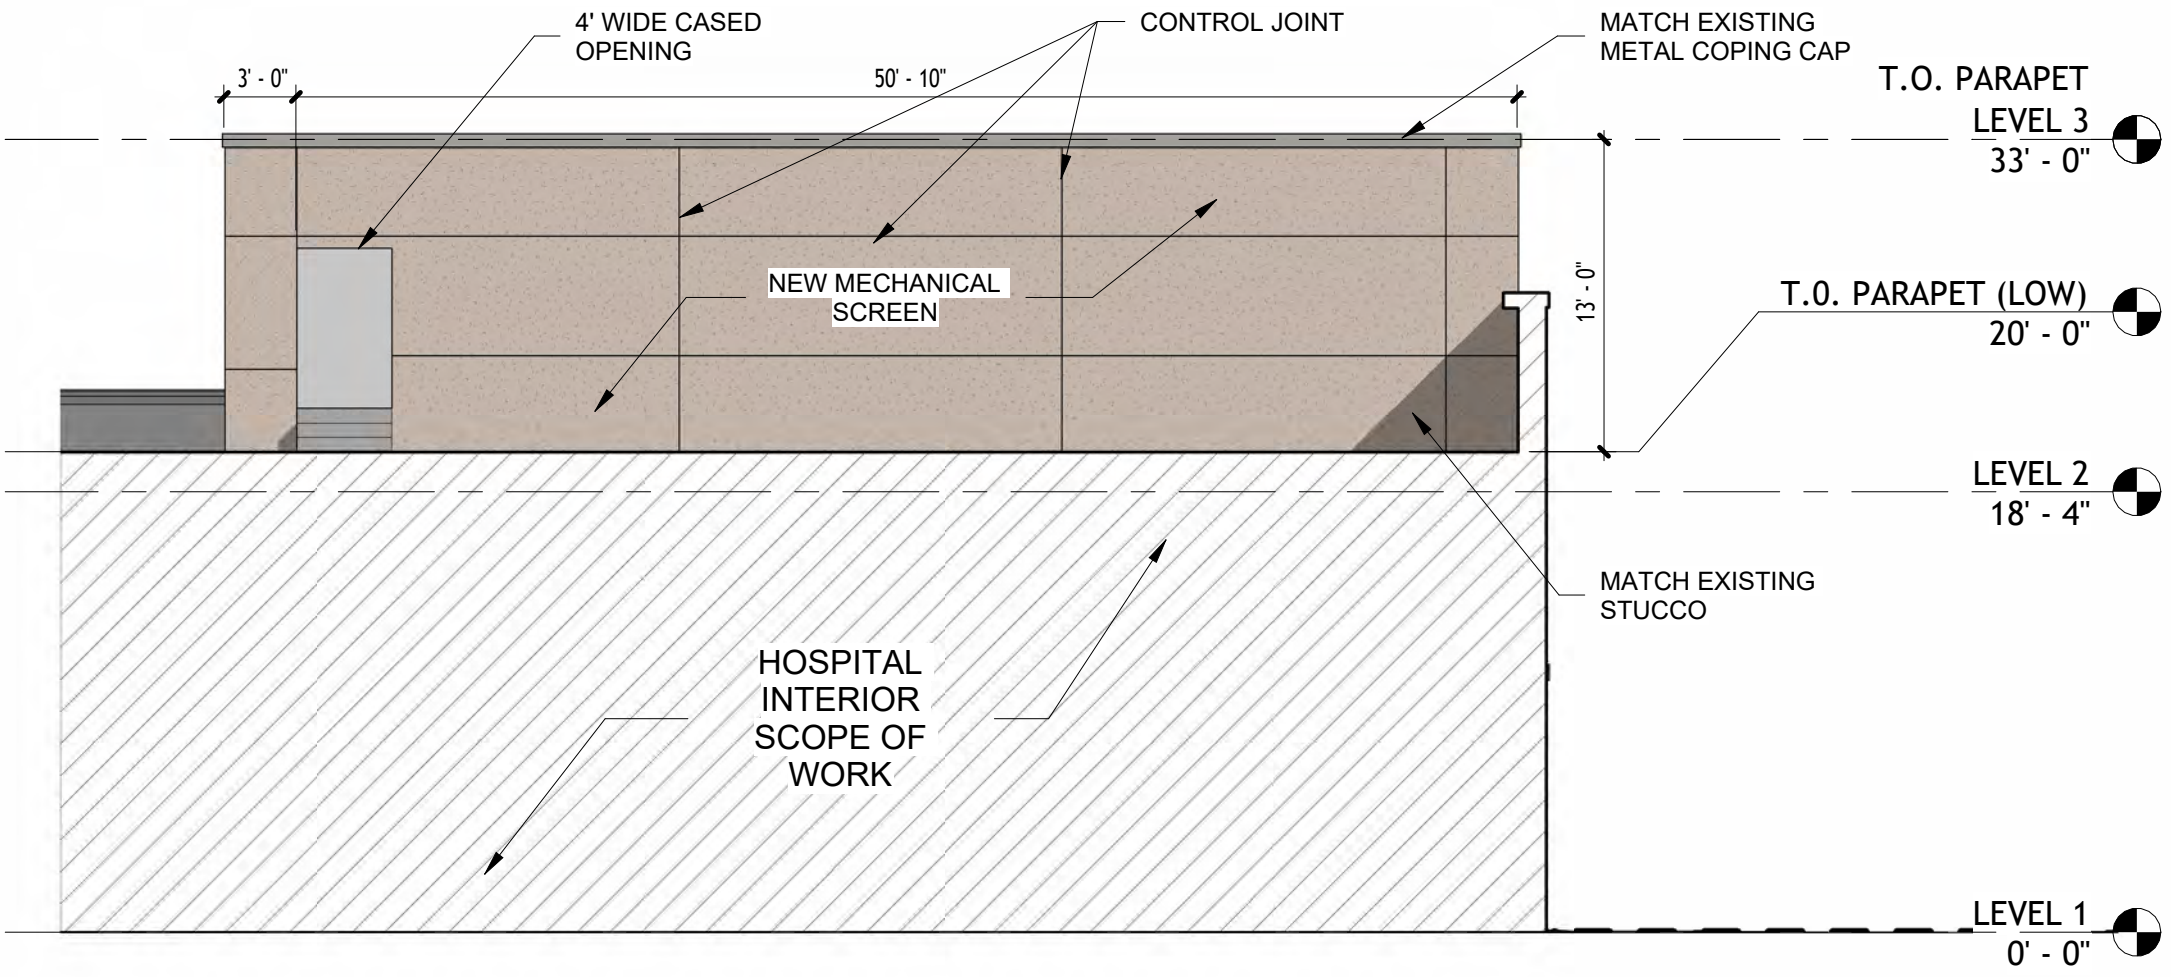 4' WIDE CASED
OPENING
CONTROL JOINT
MATCH EXISTING
METAL COPING CAP
3' - 0"
50' - 10"
T.O. PARAPET
LEVEL 3
33' - 0"
NEW MECHANICAL
SCREEN
13' - 0"
T.O. PARAPET (LOW)
20' - 0"
LEVEL 2
18' - 4"
MATCH EXISTING
STUCCO
HOSPITAL
INTERIOR
SCOPE OF
WORK
LEVEL 1
0' - 0"